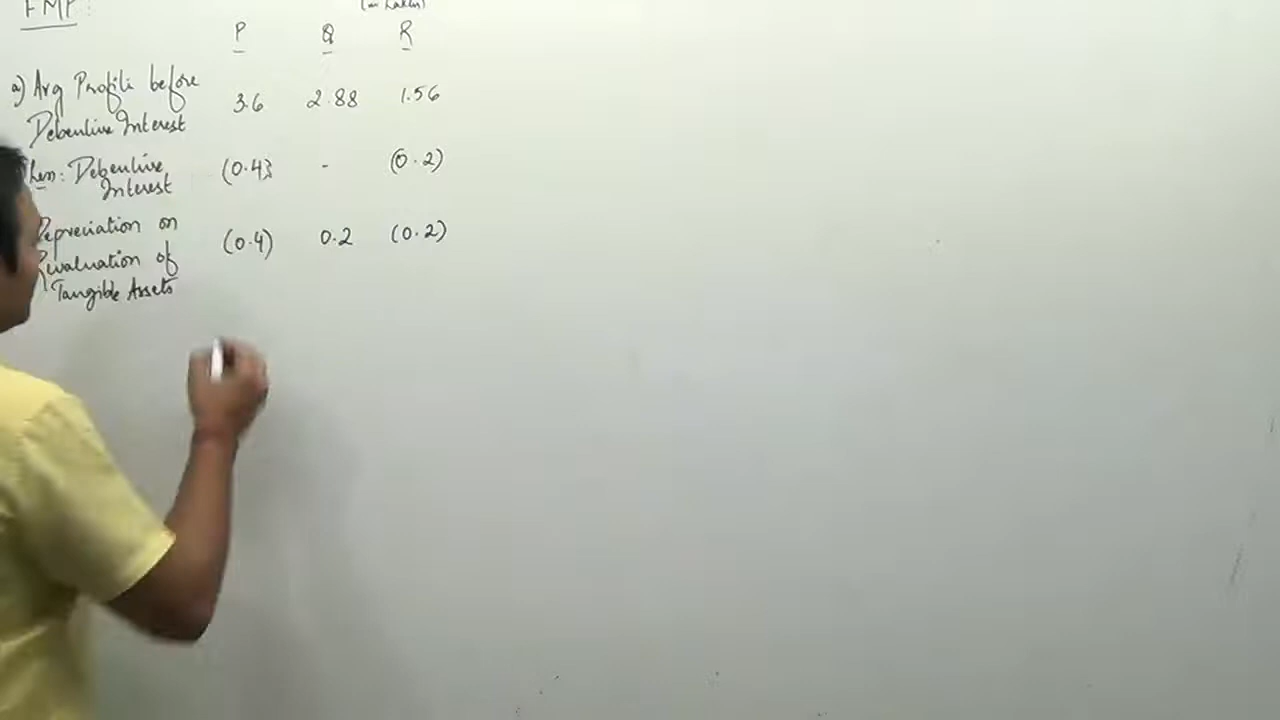 FMP:
(in Lakhs)
P Q R
a) Avg Profits before 3.6 2.88 1.56
Debenture Interest
Less: Debenture (0.4) - (0.2)
Interest
Depreciation on (0.4) 0.2 (0.2)
Revaluation of
Tangible Assets